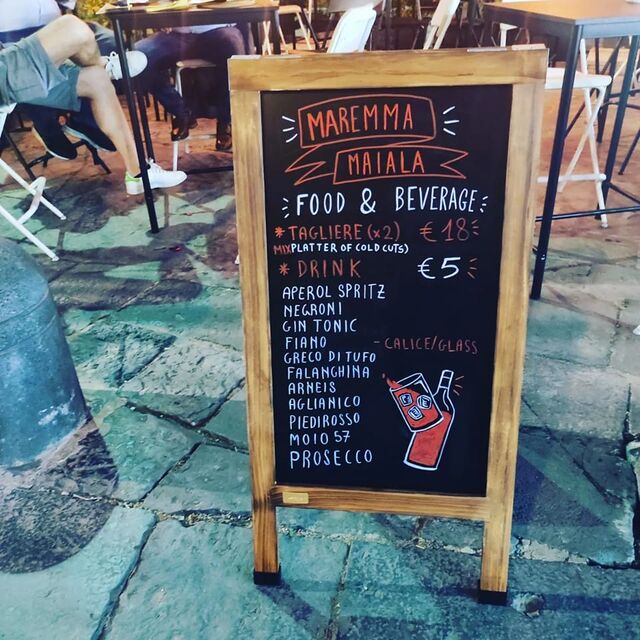 MAREMMA
MAIALA
FOOD & BEVERAGE
* TAGLIERE (x2) € 18
MIX PLATTER OF COLD CUTS)
* DRINK €5
APEROL SPRITZ
NEGRONI
GIN TONIC
FIANO - CALICE/GLASS
GRECO DI TUFO
FALANGHINA
ARNEIS
AGLIANICO
PIEDIROSSO
MOIO 57
PROSECCO